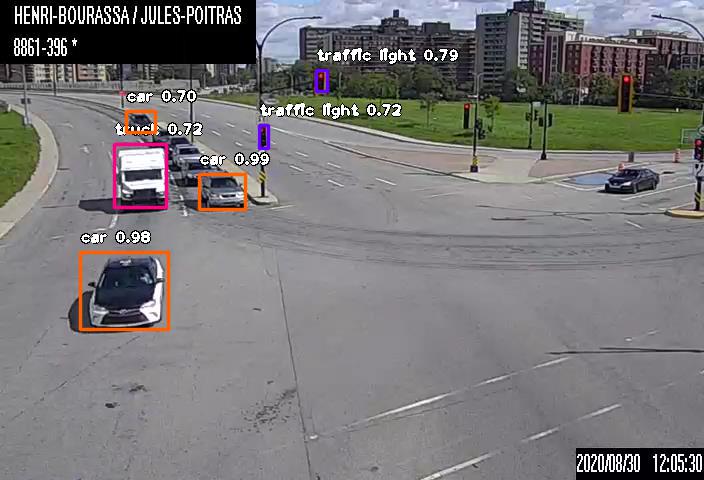 HENRI-BOURASSA / JULES-POITRAS
8861-396 *
traffic light 0.79
car 0.70
traffic light 0.72
truck 0.72
car 0.99
car 0.98
2020/08/30 12:05:30